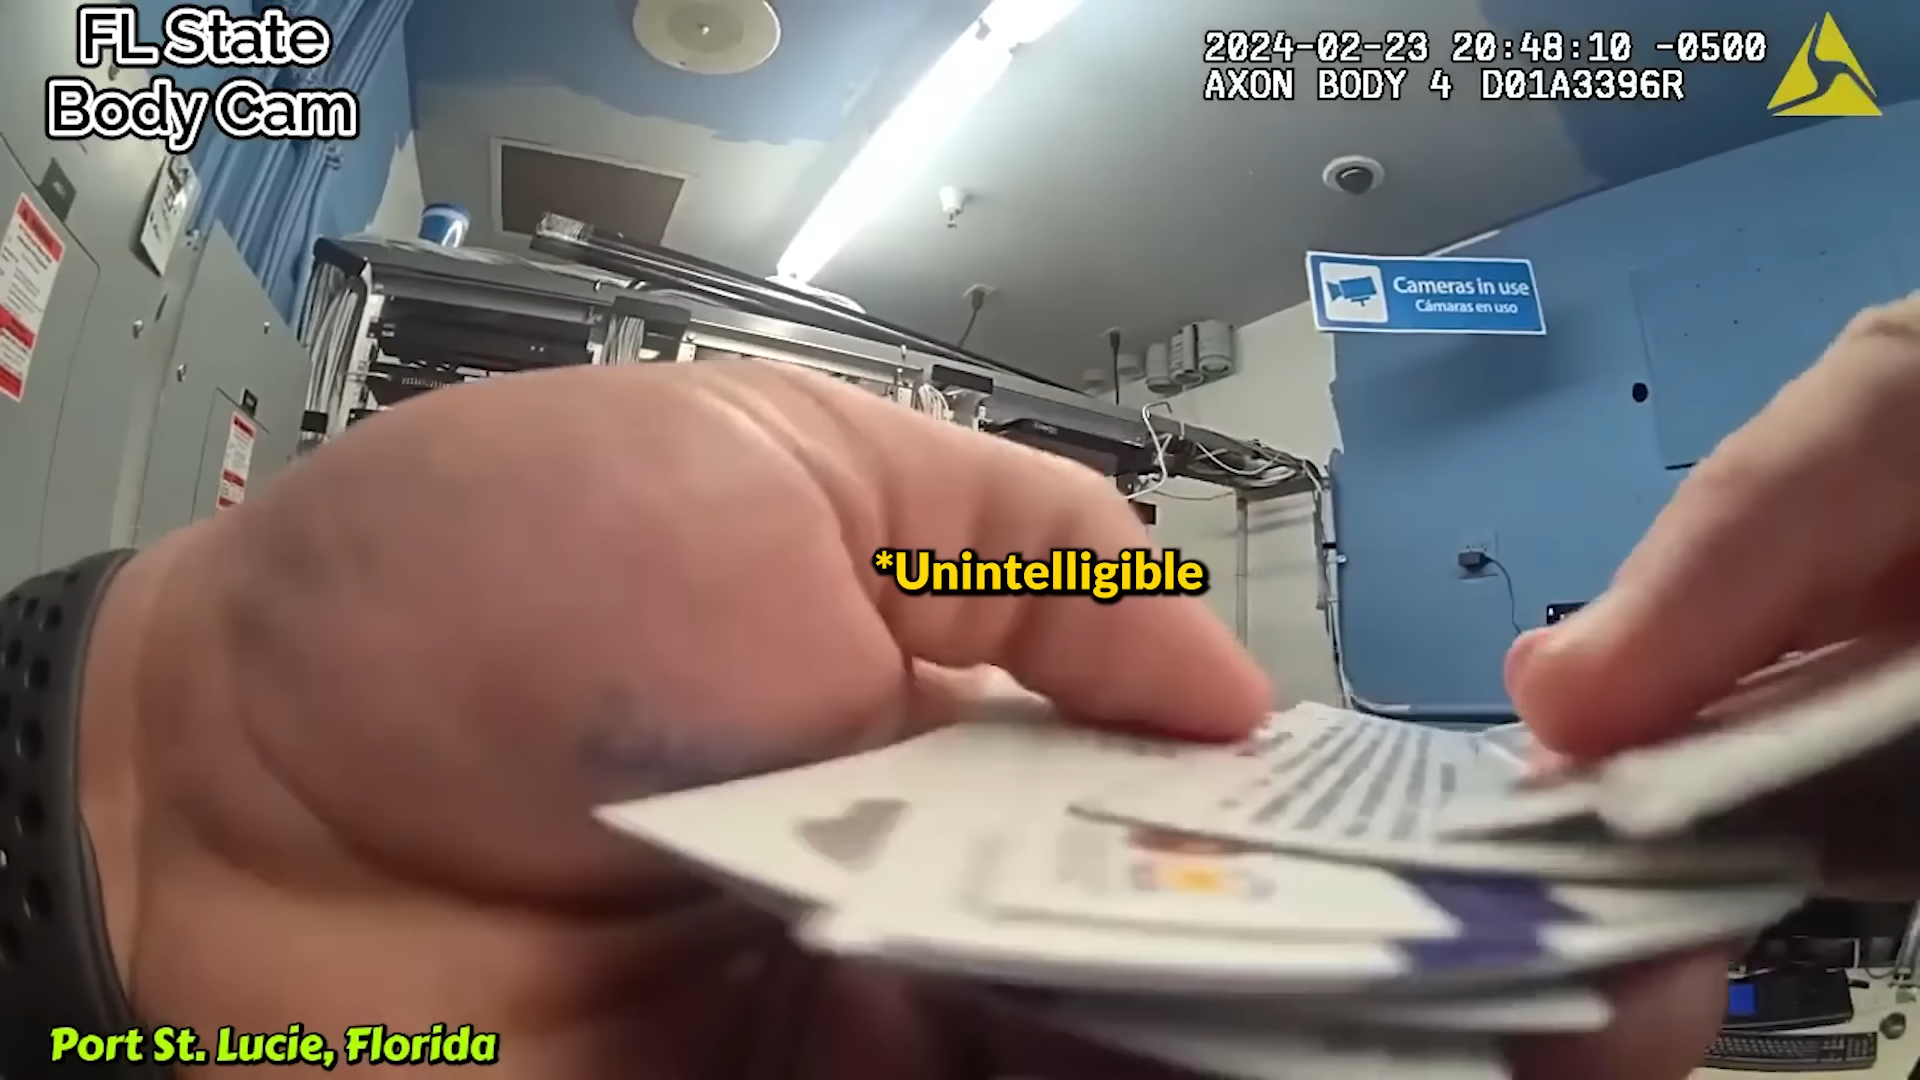 FL State
Body Cam
2024-02-23 20:48:10 -0500
AXON BODY 4 D01A3396R
Cameras in use
Cámaras en uso
*Unintelligible
Port St. Lucie, Florida